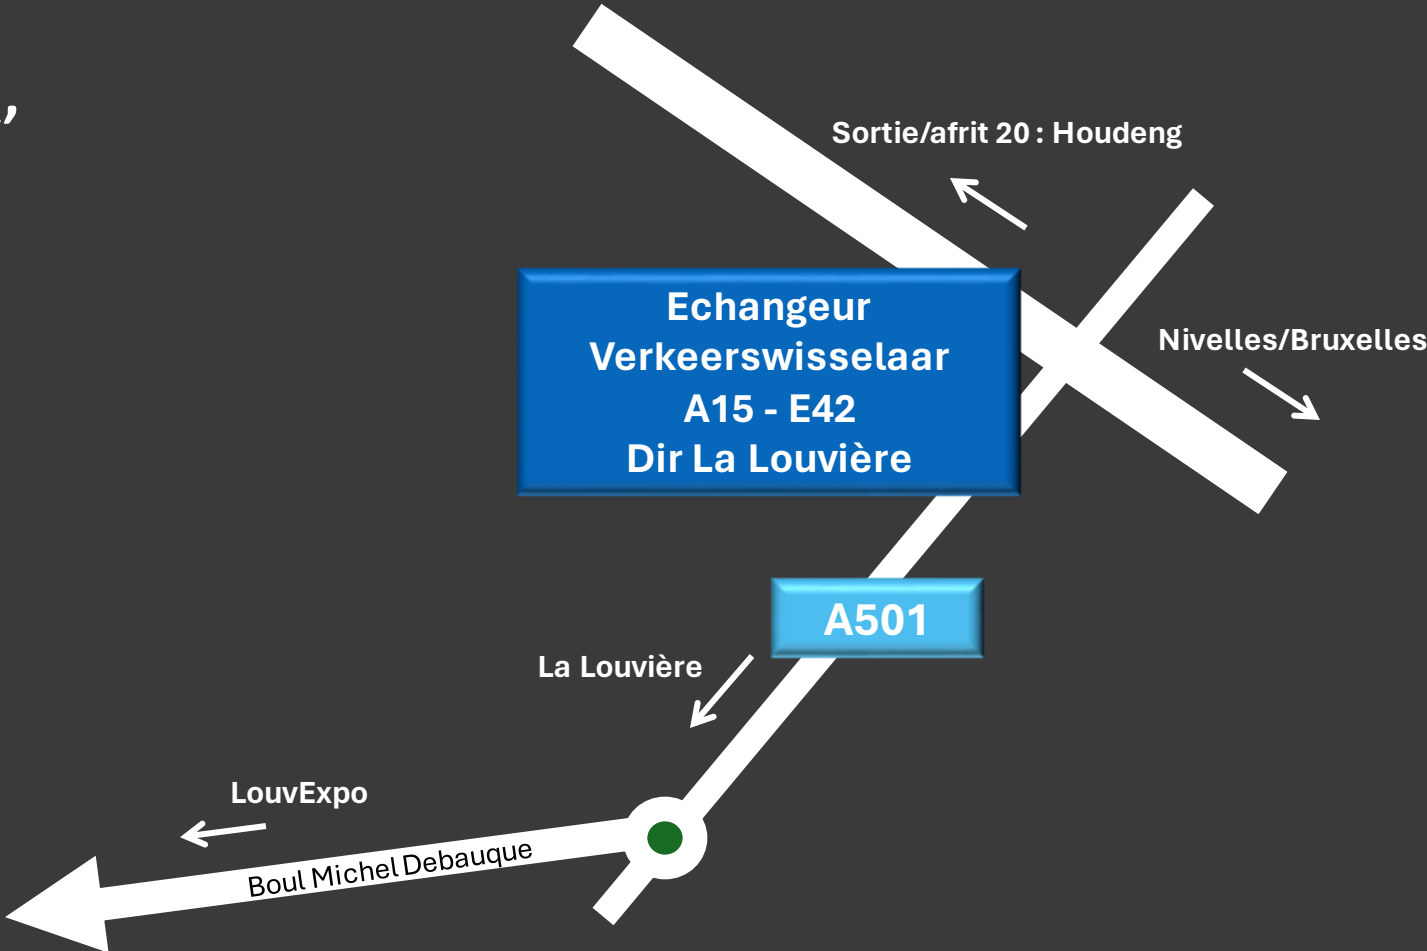 Sortie/afrit 20 : Houdeng
Echangeur
Verkeerswisselaar
A15 - E42
Dir La Louvière
Nivelles/Bruxelles
A501
La Louvière
LouvExpo
Boul Michel Debauque